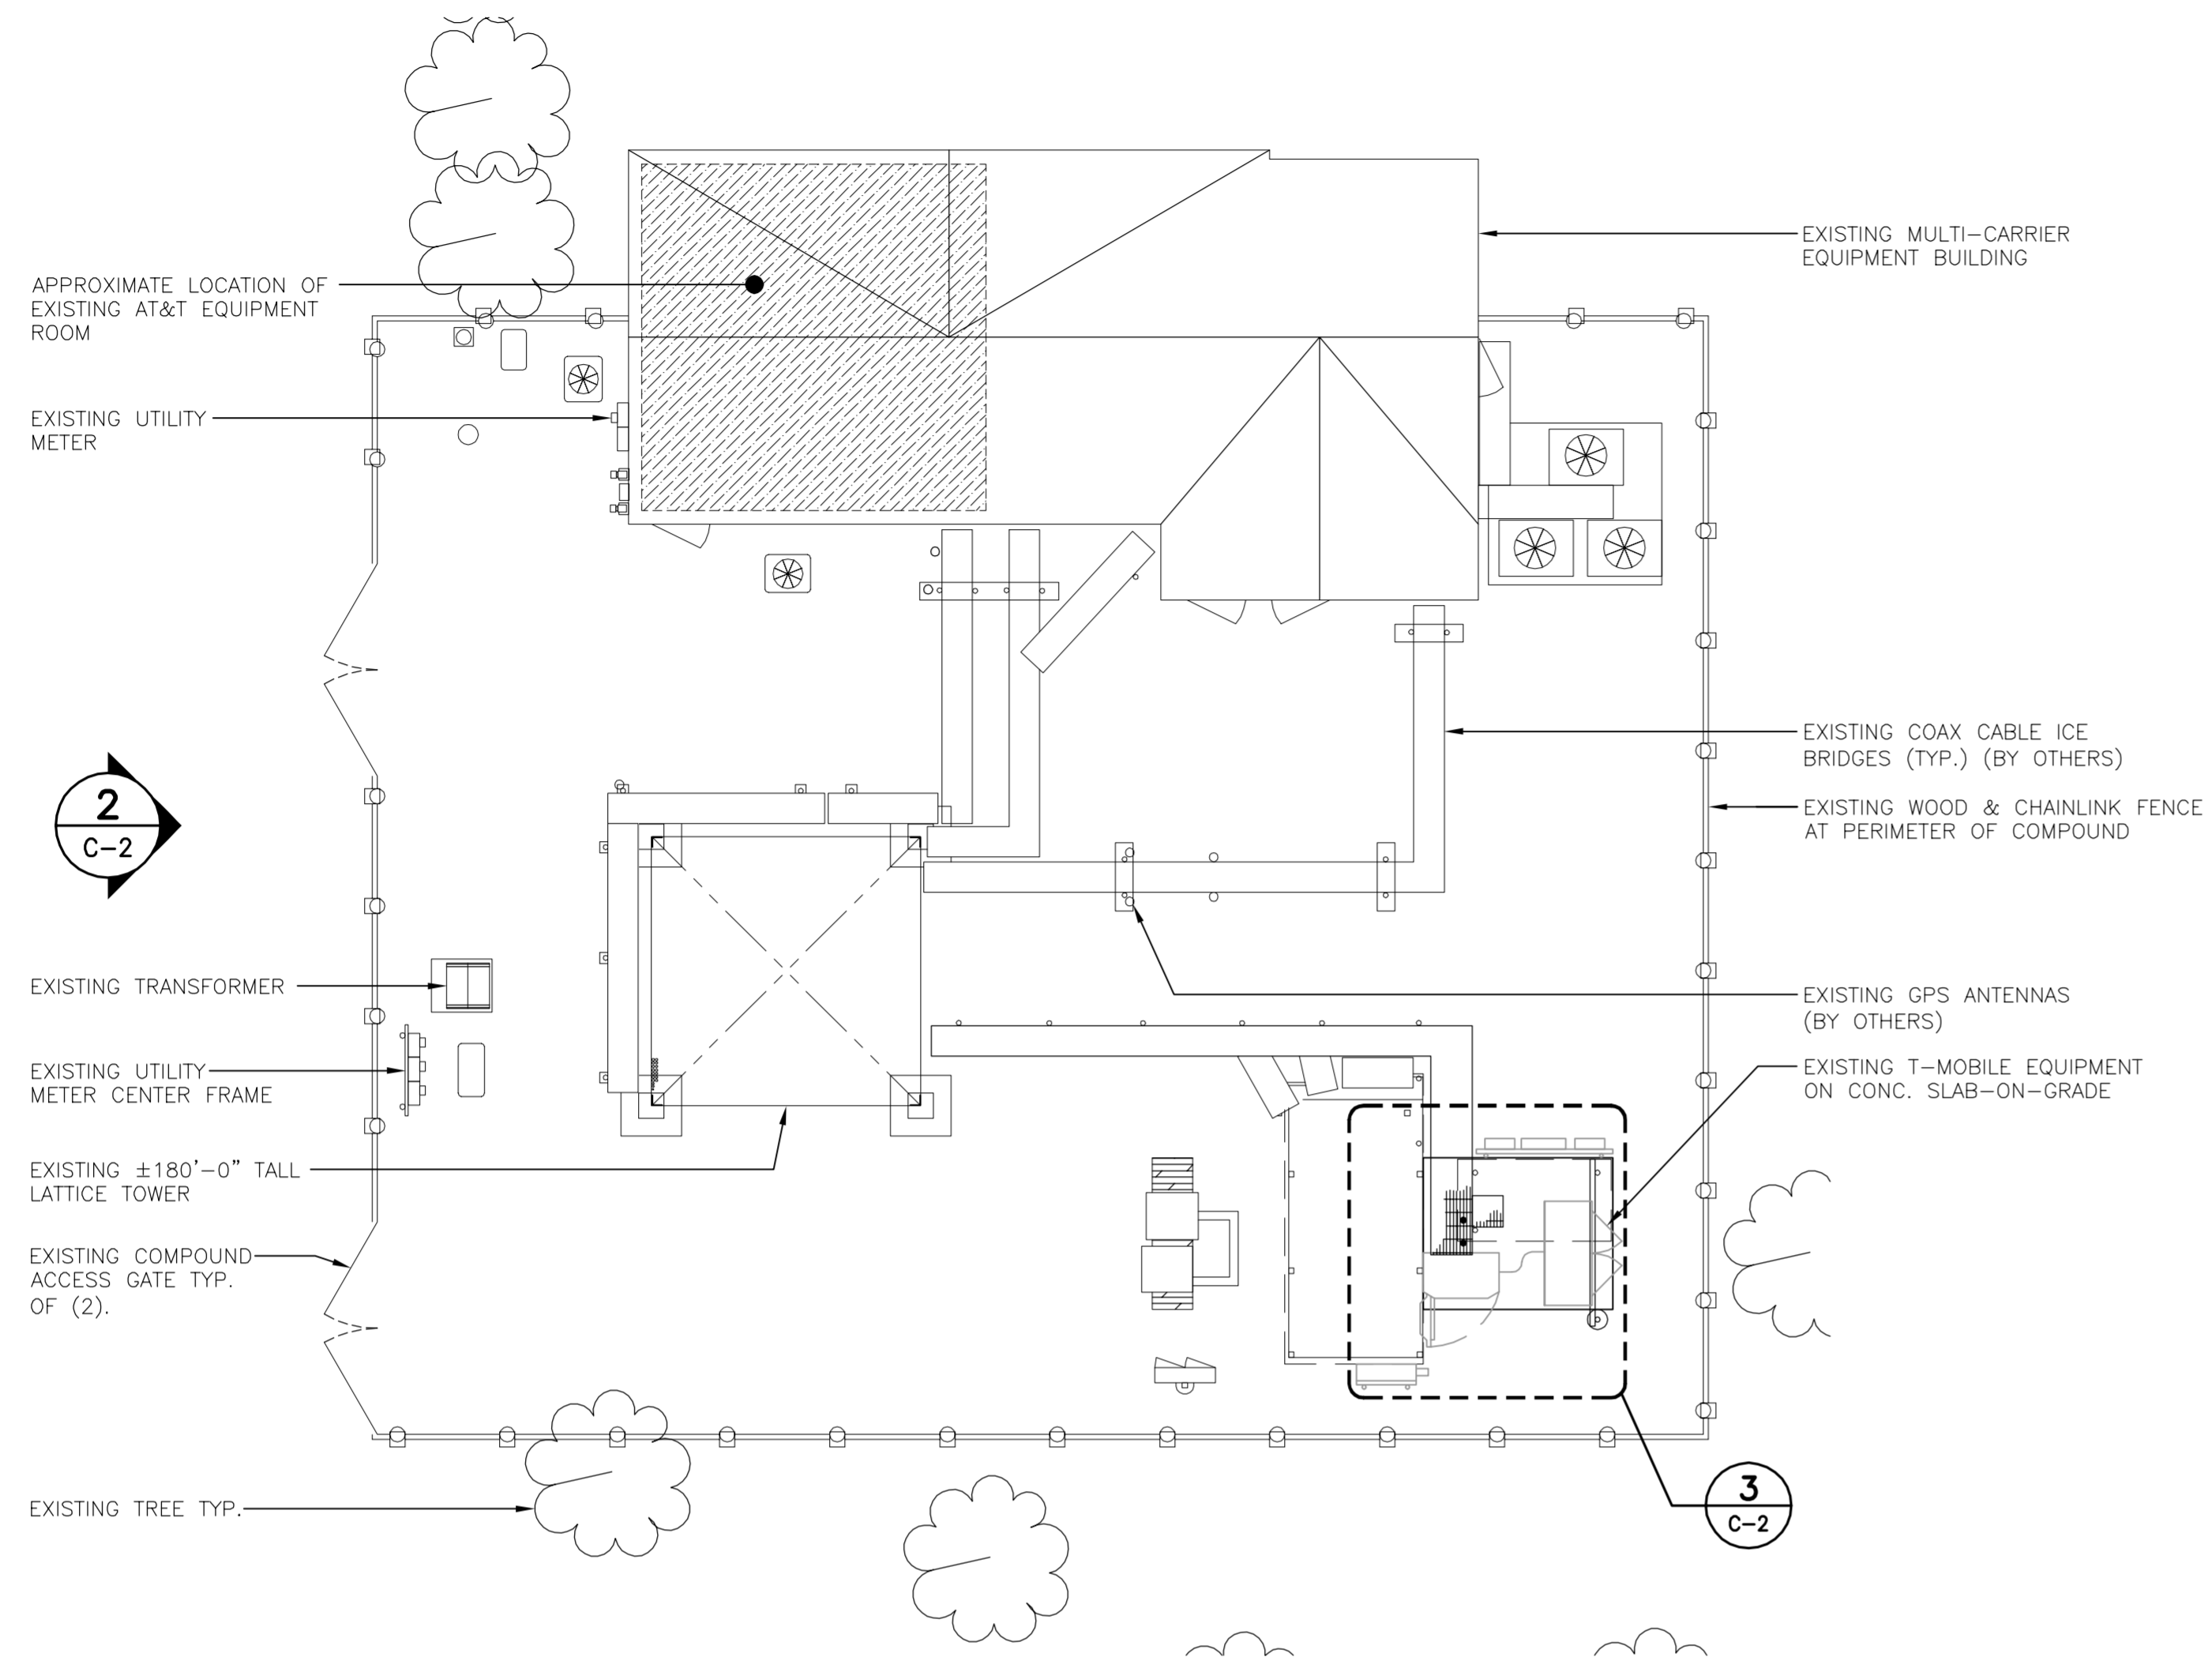 APPROXIMATE LOCATION OF
EXISTING AT&T EQUIPMENT
ROOM
EXISTING UTILITY
METER
2
C-2
EXISTING TRANSFORMER
EXISTING UTILITY
METER CENTER FRAME
EXISTING ±180'-0" TALL
LATTICE TOWER
EXISTING COMPOUND
ACCESS GATE TYP.
OF (2).
EXISTING TREE TYP.
EXISTING MULTI-CARRIER
EQUIPMENT BUILDING
EXISTING COAX CABLE ICE
BRIDGES (TYP.) (BY OTHERS)
EXISTING WOOD & CHAINLINK FENCE
AT PERIMETER OF COMPOUND
EXISTING GPS ANTENNAS
(BY OTHERS)
EXISTING T-MOBILE EQUIPMENT
ON CONC. SLAB-ON-GRADE
3
C-2